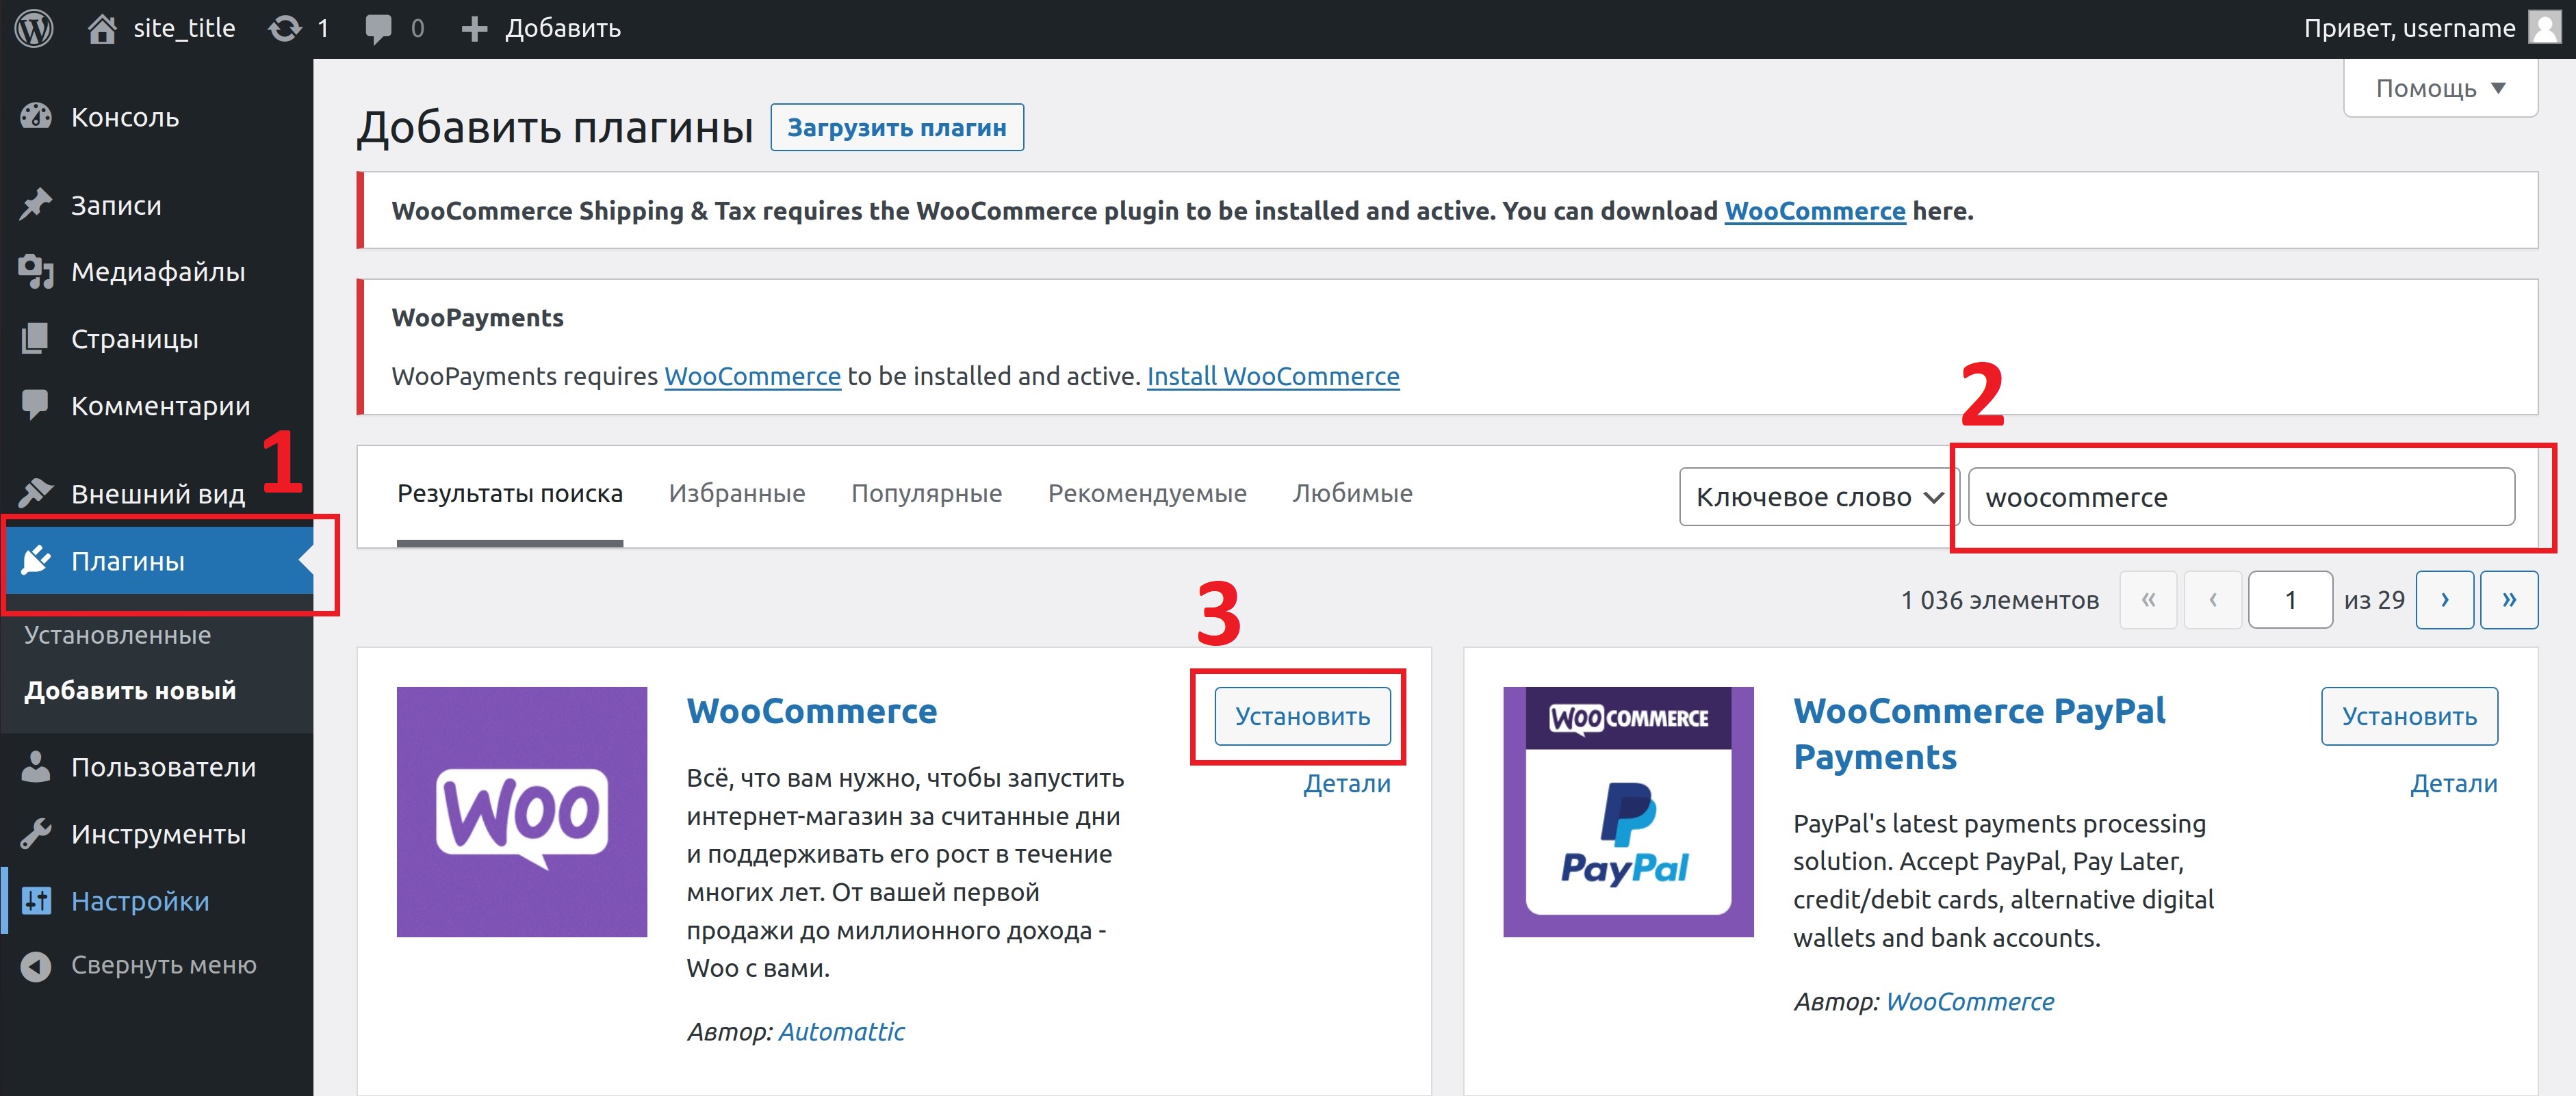 site_title 1 0 Добавить Привет, username
Помощь
Консоль
Записи
Медиафайлы
Страницы
Комментарии
Внешний вид
1
Плагины
Установленные
Добавить новый
Пользователи
Инструменты
Настройки
Свернуть меню
Добавить плагины Загрузить плагин
WooCommerce Shipping & Tax requires the WooCommerce plugin to be installed and active. You can download WooCommerce here.
WooPayments
WooPayments requires WooCommerce to be installed and active. Install WooCommerce
2
Результаты поиска Избранные Популярные Рекомендуемые Любимые Ключевое слово woocommerce
1 036 элементов « ‹ 1 из 29 › »
3
WooCommerce
Установить
Детали
Всё, что вам нужно, чтобы запустить
интернет-магазин за считанные дни
и поддерживать его рост в течение
многих лет. От вашей первой
продажи до миллионного дохода -
Woo с вами.
Автор: Automattic
Woo
WooCommerce PayPal
Payments
Установить
Детали
PayPal's latest payments processing
solution. Accept PayPal, Pay Later,
credit/debit cards, alternative digital
wallets and bank accounts.
Автор: WooCommerce
WOOCOMMERCE
PayPal